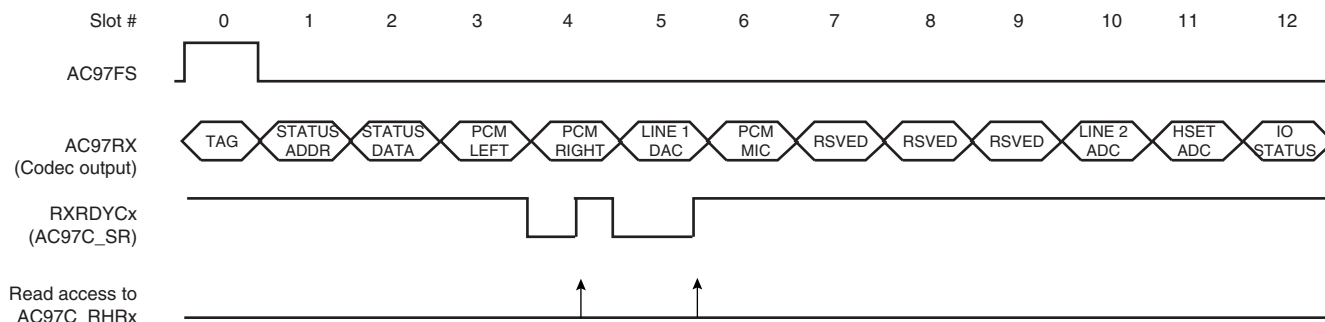 Slot # 0 1 2 3 4 5 6 7 8 9 10 11 12
AC97FS
AC97RX
(Codec output)
TAG
STATUS
ADDR
STATUS
DATA
PCM
LEFT
PCM
RIGHT
LINE 1
DAC
PCM
MIC
RSVED
RSVED
RSVED
LINE 2
ADC
HSET
ADC
IO
STATUS
RXRDYCx
(AC97C_SR)
Read access to
AC97C_RHRx